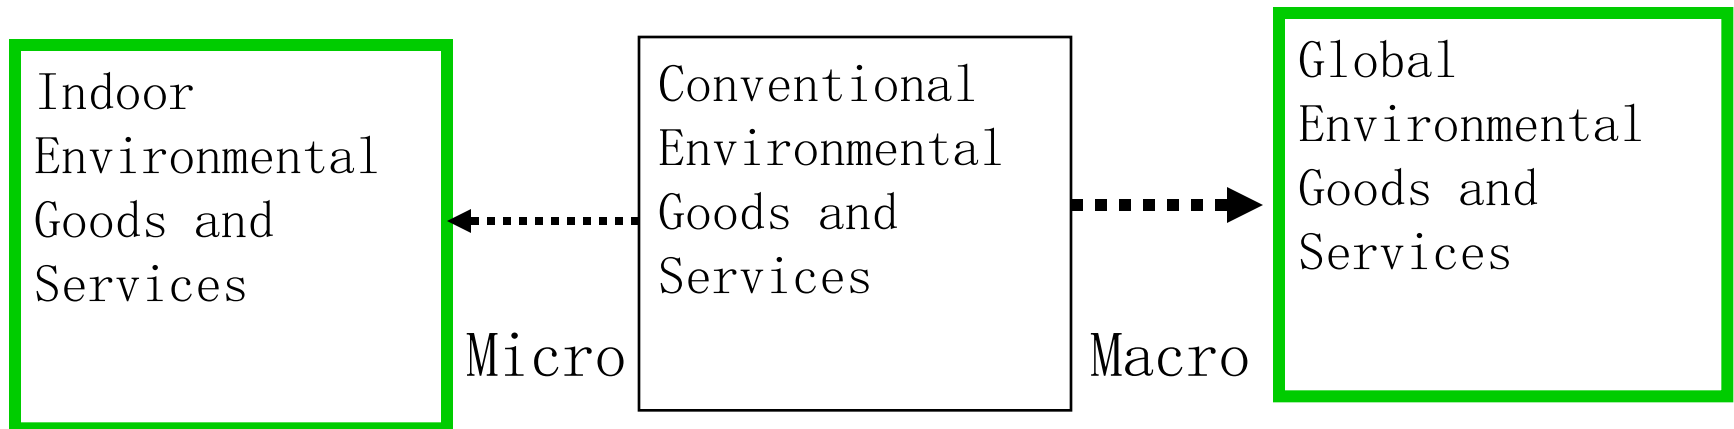 Indoor
Environmental
Goods and
Services
Micro
Conventional
Environmental
Goods and
Services
Macro
Global
Environmental
Goods and
Services